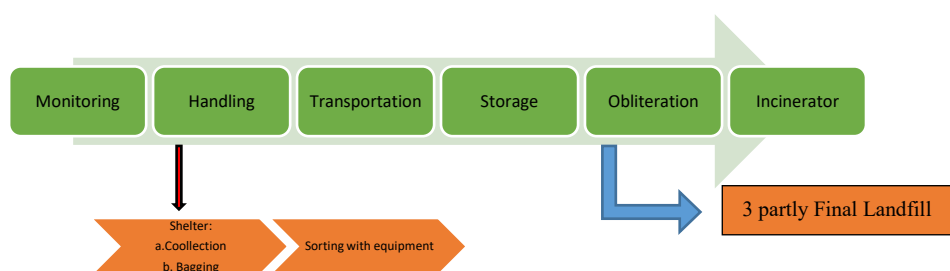 Monitoring
Handling
Transportation
Storage
Obliteration
Incinerator
Shelter:
a.Coollection
b. Bagging
Sorting with equipment
3 partly Final Landfill